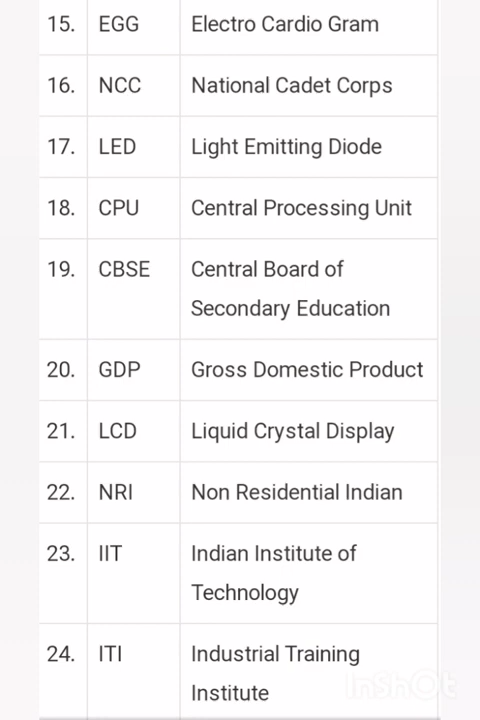 15. EGG Electro Cardio Gram
16. NCC National Cadet Corps
17. LED Light Emitting Diode
18. CPU Central Processing Unit
19. CBSE Central Board of
Secondary Education
20. GDP Gross Domestic Product
21. LCD Liquid Crystal Display
22. NRI Non Residential Indian
23. IIT Indian Institute of
Technology
24. ITI Industrial Training
Institute
InShOt